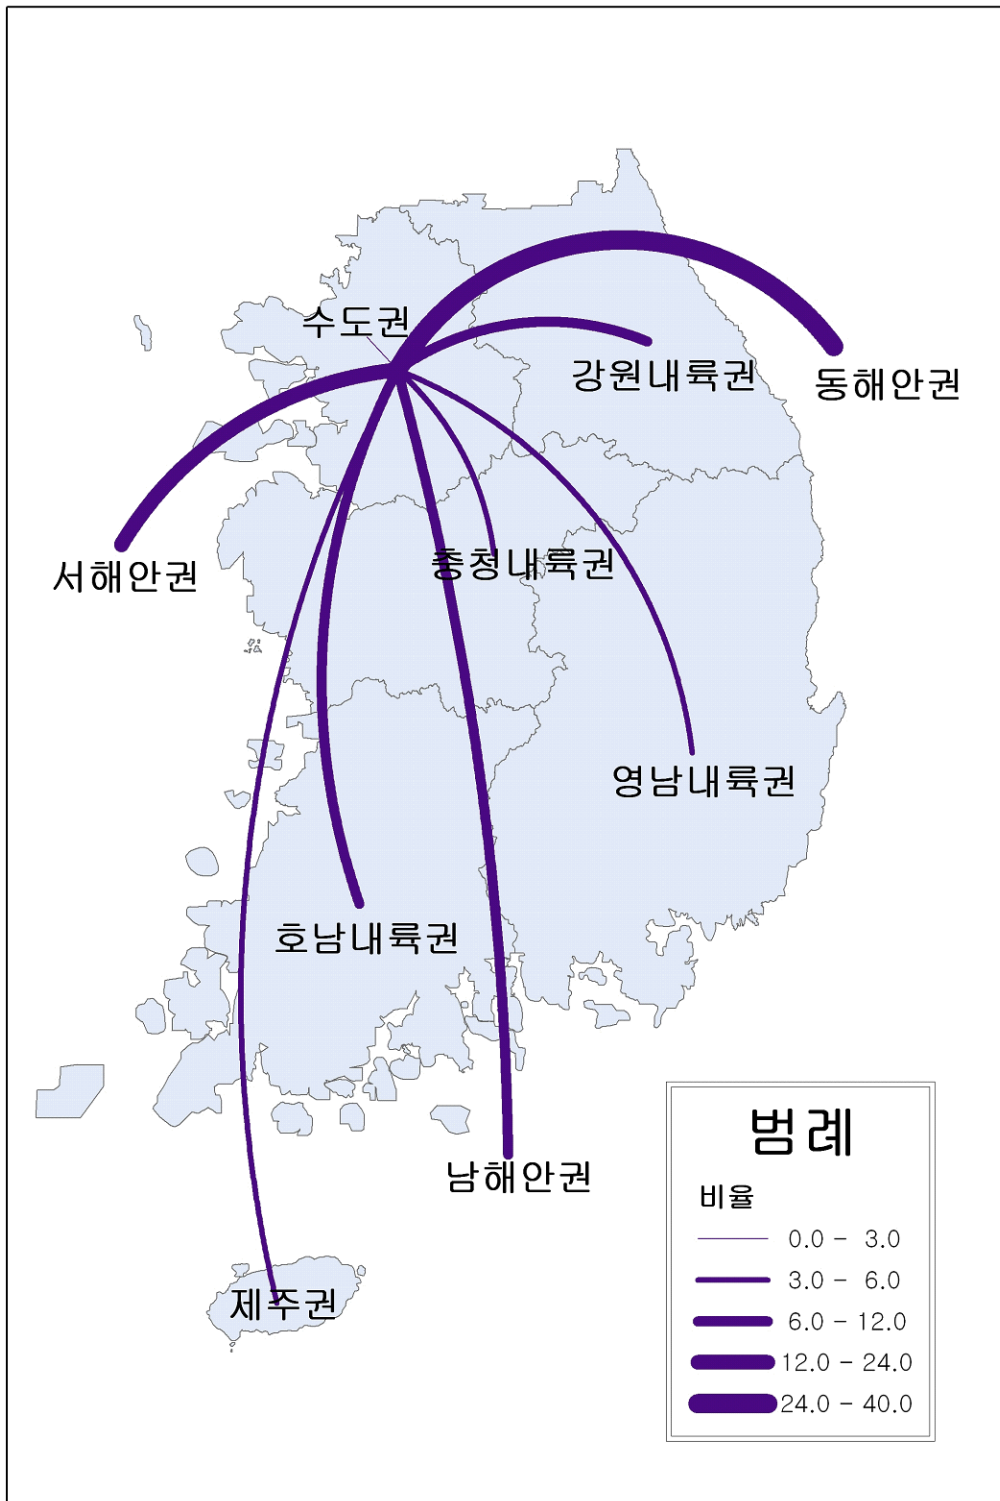 수도권
강원내륙권
동해안권
서해안권
충청내륙권
영남내륙권
호남내륙권
남해안권
제주권
범례
비율
0.0 - 3.0
3.0 - 6.0
6.0 - 12.0
12.0 - 24.0
24.0 - 40.0